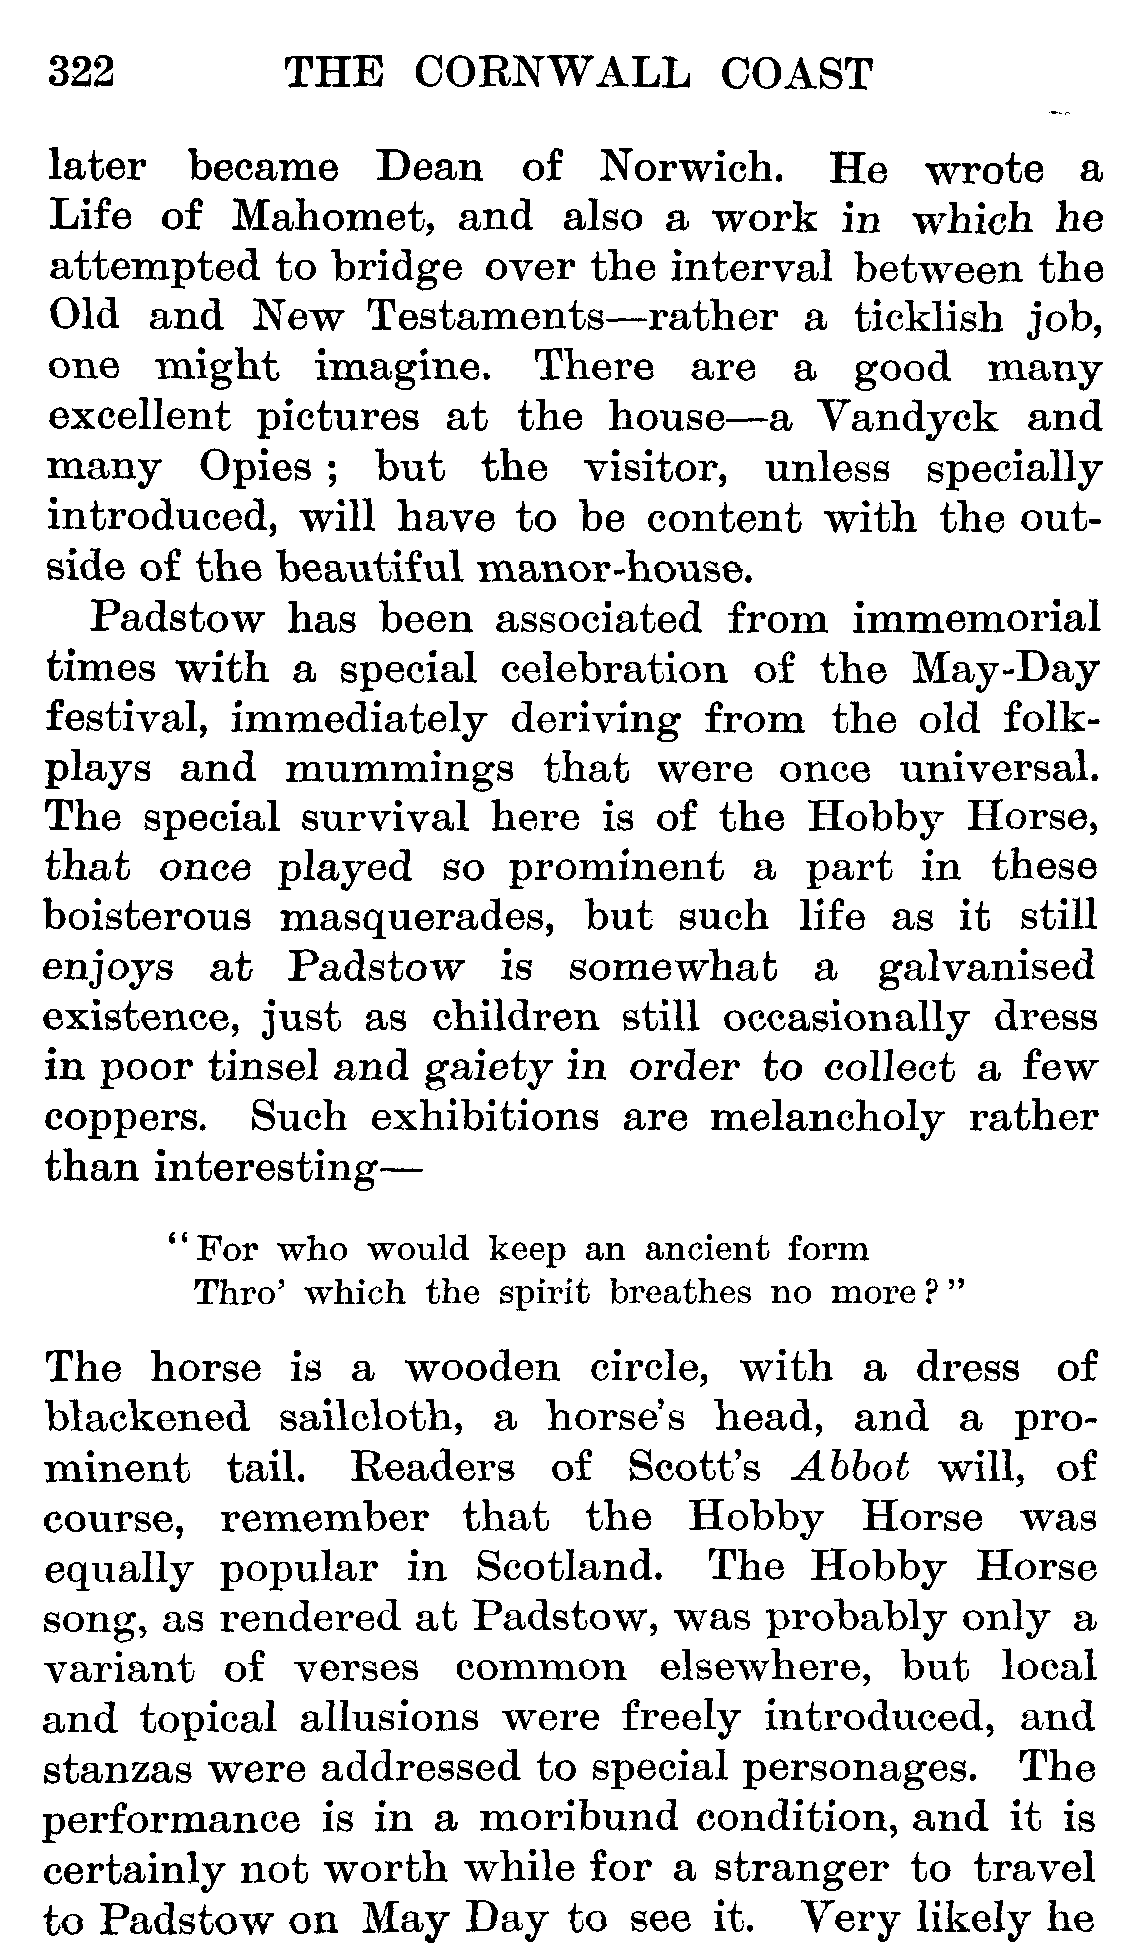 322 THE CORNWALL COAST
later became Dean of Norwich. He wrote a
Life of Mahomet, and also a work in which he
attempted to bridge over the interval between the
Old and New Testaments—rather a ticklish job,
one might imagine. There are a good many
excellent pictures at the house—a Vandyck and
many Opies ; but the visitor, unless specially
introduced, will have to be content with the out-
side of the beautiful manor-house.
Padstow has been associated from immemorial
times with a special celebration of the May-Day
festival, immediately deriving from the old folk-
plays and mummings that were once universal.
The special survival here is of the Hobby Horse,
that once played so prominent a part in these
boisterous masquerades, but such life as it still
enjoys at Padstow is somewhat a galvanised
existence, just as children still occasionally dress
in poor tinsel and gaiety in order to collect a few
coppers. Such exhibitions are melancholy rather
than interesting—
“For who would keep an ancient form
Thro’ which the spirit breathes no more?”
The horse is a wooden circle, with a dress of
blackened sailcloth, a horse’s head, and a pro-
minent tail. Readers of Scott’s Abbot will, of
course, remember that the Hobby Horse was
equally popular in Scotland. The Hobby Horse
song, as rendered at Padstow, was probably only a
variant of verses common elsewhere, but local
and topical allusions were freely introduced, and
stanzas were addressed to special personages. The
performance is in a moribund condition, and it is
certainly not worth while for a stranger to travel
to Padstow on May Day to see it. Very likely he